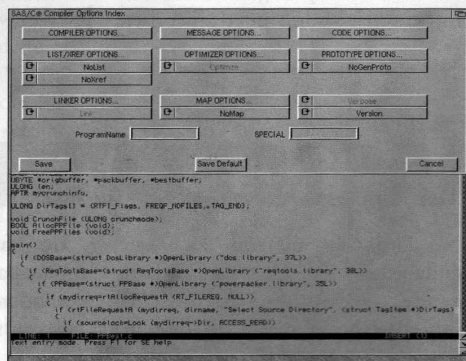 SAS/C® Compiler Options Index
COMPILER OPTIONS... MESSAGE OPTIONS... CODE OPTIONS...
LIST/XREF OPTIONS... OPTIMIZER OPTIONS... PROTOTYPE OPTIONS...
NoList Optimize NoGenProto
NoXref
LINKER OPTIONS... MAP OPTIONS... Verbose
Link NoMap Version
ProgramName SPECIAL
Save Save Default Cancel
UBYTE *origbuffer, *packbuffer, *bestbuffer;
ULONG len;
APTR mycrunchinfo;
ULONG DirTags[] = {RTFI_Flags, FREQF_NOFILES, TAG_END};
void CrunchFile (ULONG crunchmode);
BOOL AllocPPFile (void);
void FreePPFiles (void);
main()
{
if (DOSBase=(struct DosLibrary *)OpenLibrary ("dos.library", 37L))
{
if (ReqToolsBase=(struct ReqToolsBase *)OpenLibrary ("reqtools.library", 38L))
{
if (PPBase=(struct PPBase *)OpenLibrary ("powerpacker.library", 35L))
{
if (mydirreq=rtAllocRequestA (RT_FILEREQ, NULL))
{
if (rtFileRequestA (mydirreq, dirname, "Select Source Directory", (struct TagItem *)DirTags)
{
if (sourcelock=Lock (mydirreq->Dir, ACCESS_READ))
LINE: 1 FILE: INSERT
Text entry mode. Press F1 for SE help